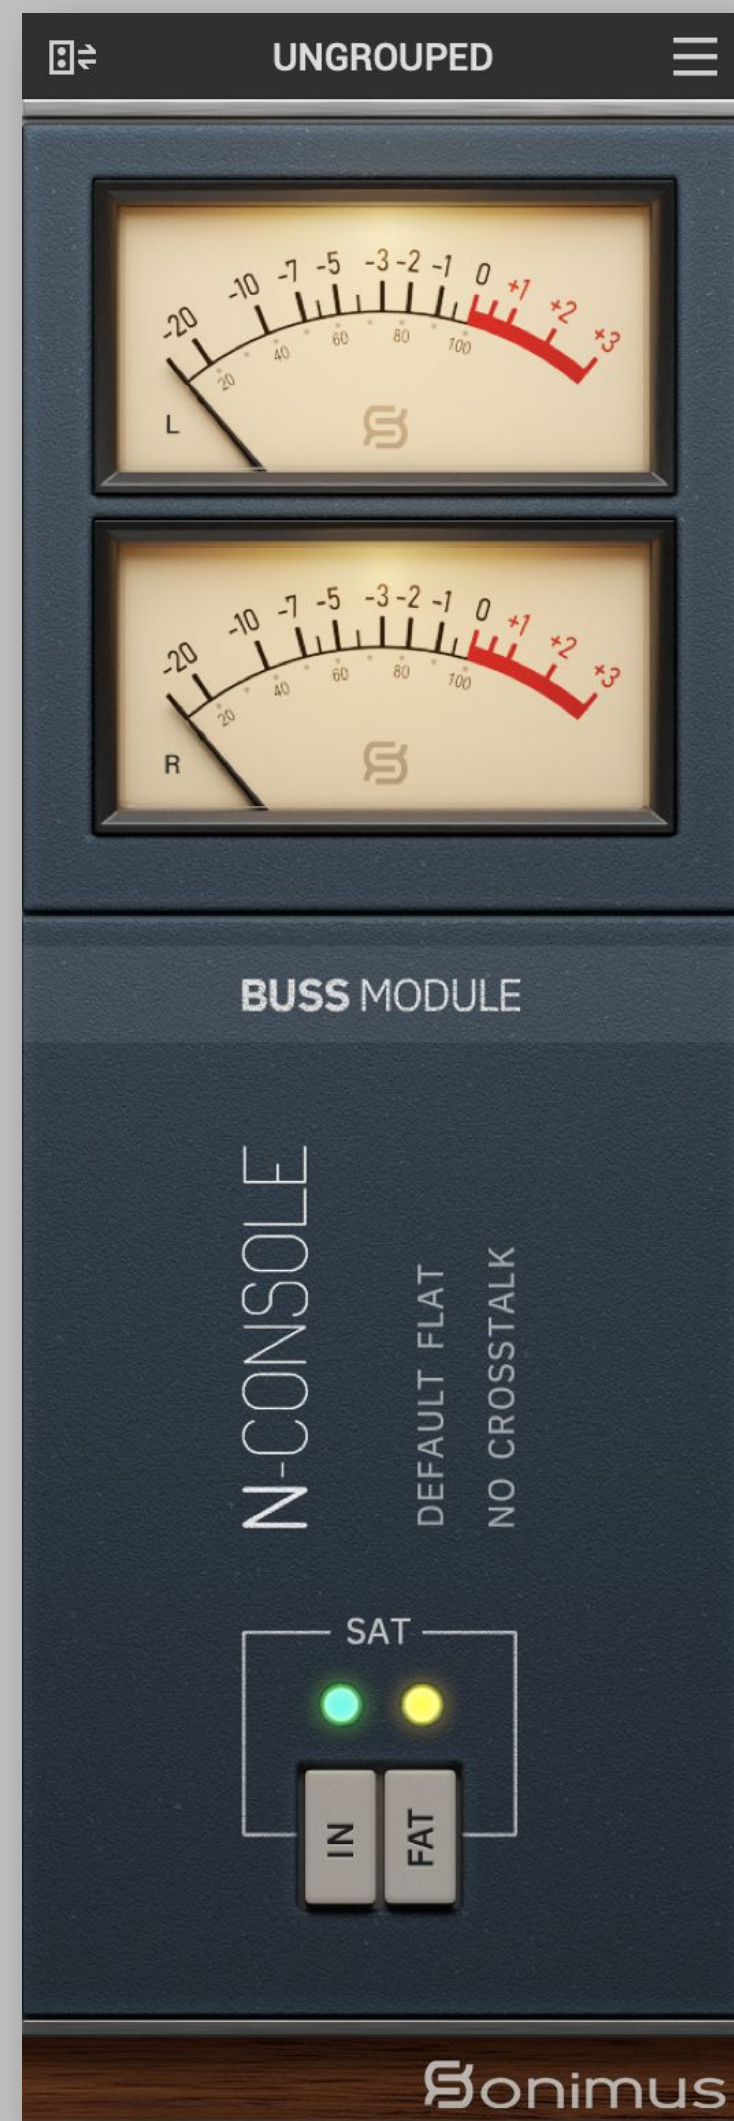 UNGROUPED
-20 -10 -7 -5 -3 -2 -1 0 +1 +2 +3
20 40 60 80 100
L
-20 -10 -7 -5 -3 -2 -1 0 +1 +2 +3
20 40 60 80 100
R
BUSS MODULE
N-CONSOLE
DEFAULT FLAT
NO CROSSTALK
SAT
IN FAT
Sonimus